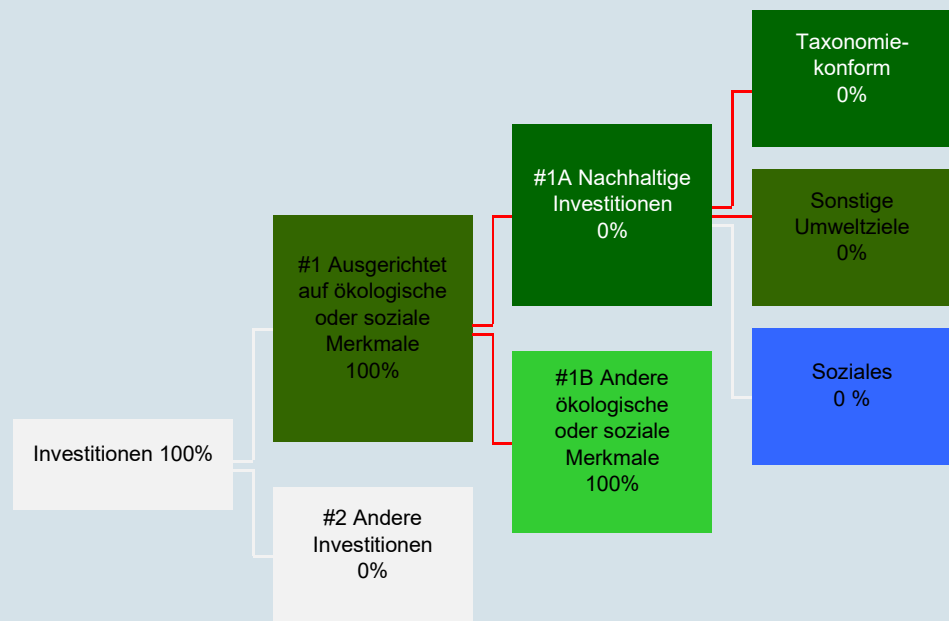 Investitionen 100%
#1 Ausgerichtet
auf ökologische
oder soziale
Merkmale
100%
#2 Andere
Investitionen
0%
#1A Nachhaltige
Investitionen
0%
#1B Andere
ökologische
oder soziale
Merkmale
100%
Taxonomie-
konform
0%
Sonstige
Umweltziele
0%
Soziales
0 %